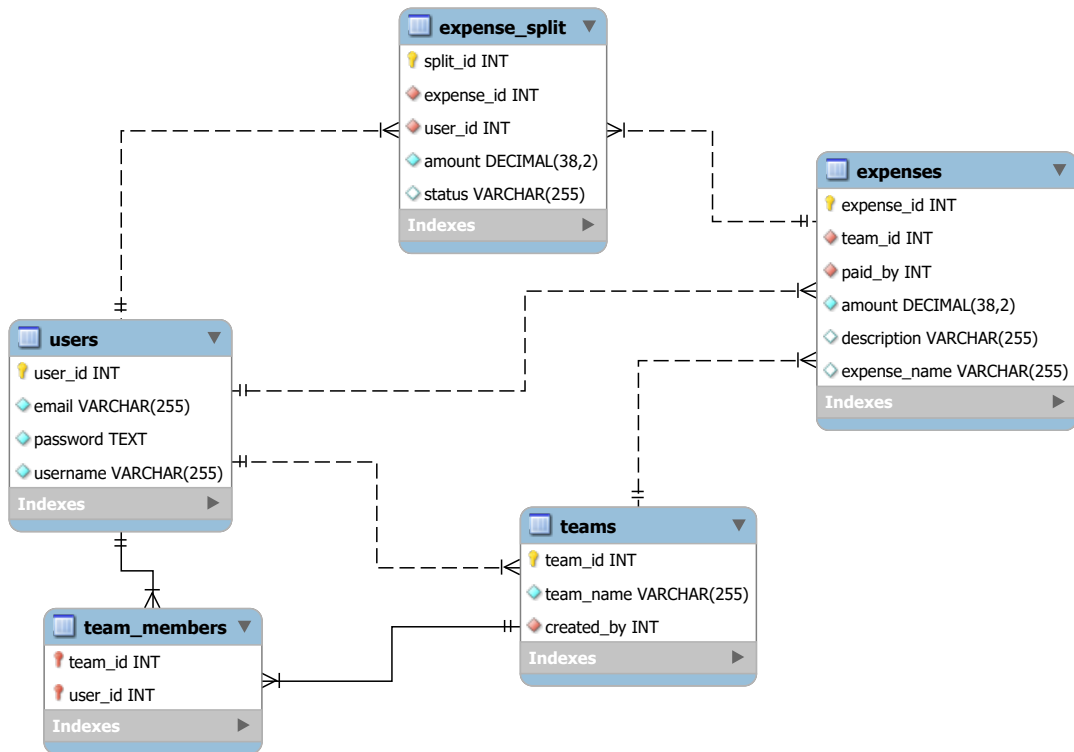 expense_split
split_id INT
expense_id INT
user_id INT
amount DECIMAL(38,2)
status VARCHAR(255)
Indexes
expenses
expense_id INT
team_id INT
paid_by INT
amount DECIMAL(38,2)
description VARCHAR(255)
expense_name VARCHAR(255)
Indexes
users
user_id INT
email VARCHAR(255)
password TEXT
username VARCHAR(255)
Indexes
teams
team_id INT
team_name VARCHAR(255)
created_by INT
Indexes
team_members
team_id INT
user_id INT
Indexes